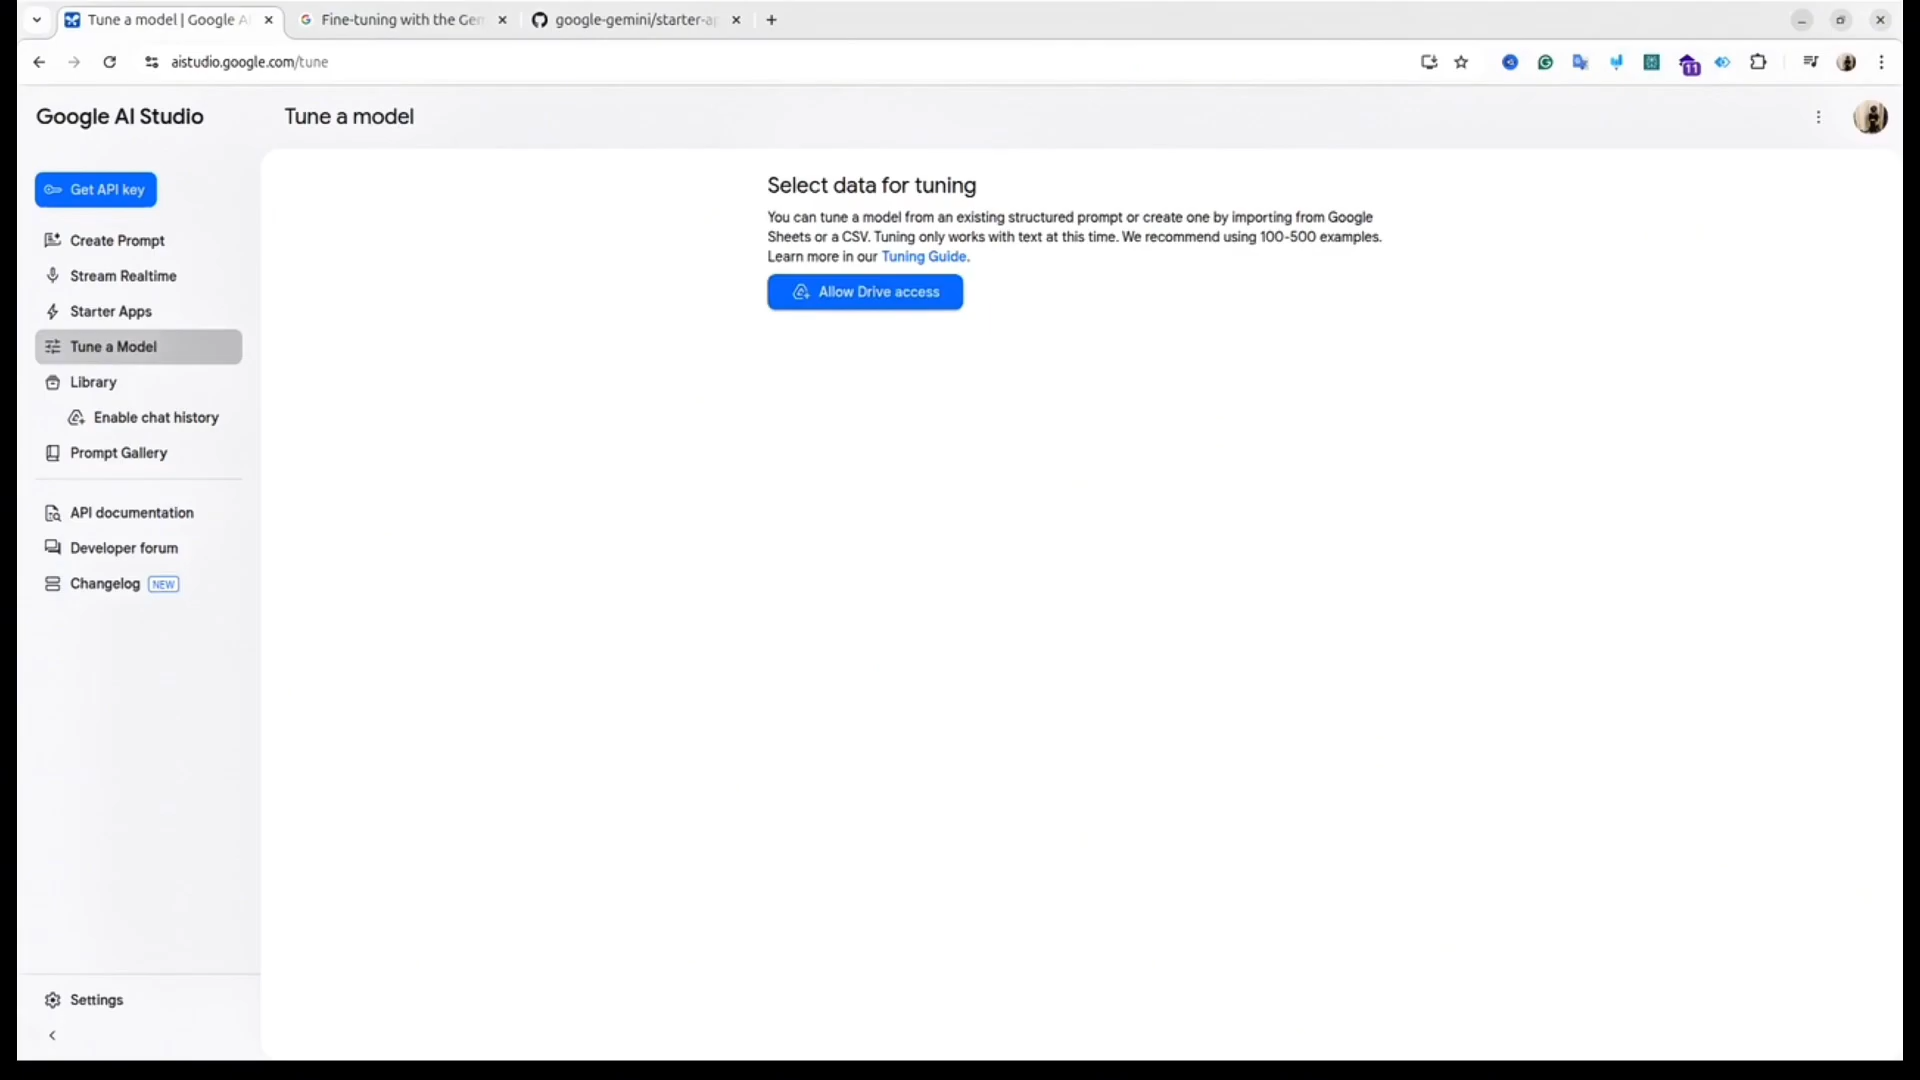 Tune a model | Google AI
Fine-tuning with the Gem
google-gemini/starter-ap
aistudio.google.com/tune
11
Google AI Studio
Tune a model
Get API key
Create Prompt
Stream Realtime
Starter Apps
Tune a Model
Library
Enable chat history
Prompt Gallery
API documentation
Developer forum
Changelog NEW
Settings
Select data for tuning
You can tune a model from an existing structured prompt or create one by importing from Google
Sheets or a CSV. Tuning only works with text at this time. We recommend using 100-500 examples.
Learn more in our Tuning Guide.
Allow Drive access